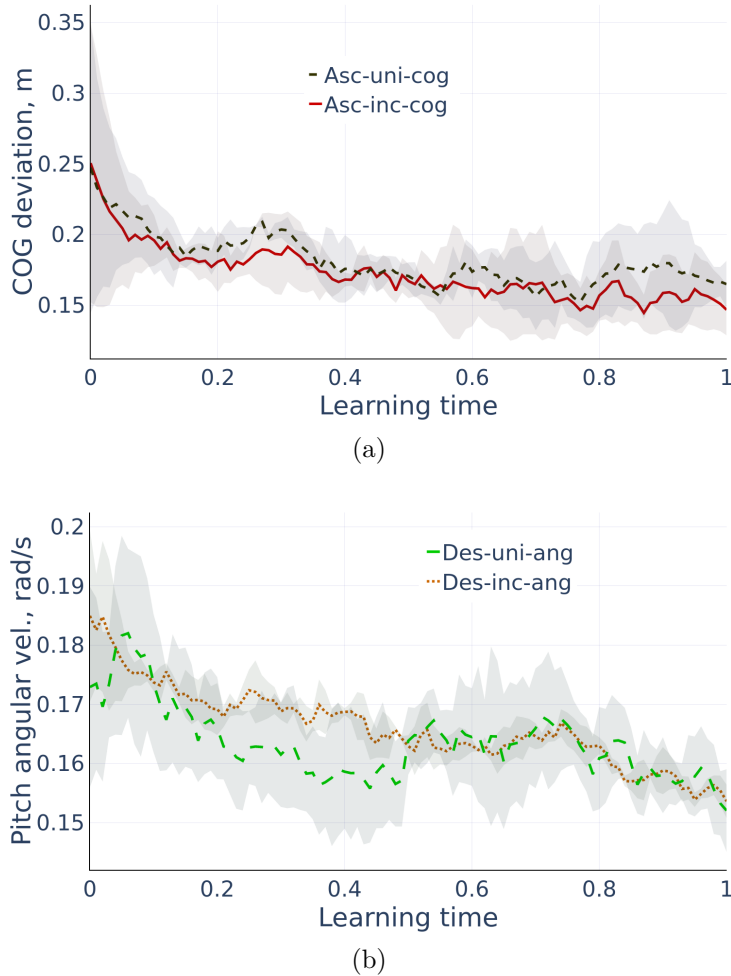 0.35
0.3
0.25
0.2
0.15
COG deviation, m
Asc-uni-cog
Asc-inc-cog
0 0.2 0.4 0.6 0.8 1
Learning time
(a)
0.2
0.19
0.18
0.17
0.16
0.15
Pitch angular vel., rad/s
Des-uni-ang
Des-inc-ang
0 0.2 0.4 0.6 0.8 1
Learning time
(b)